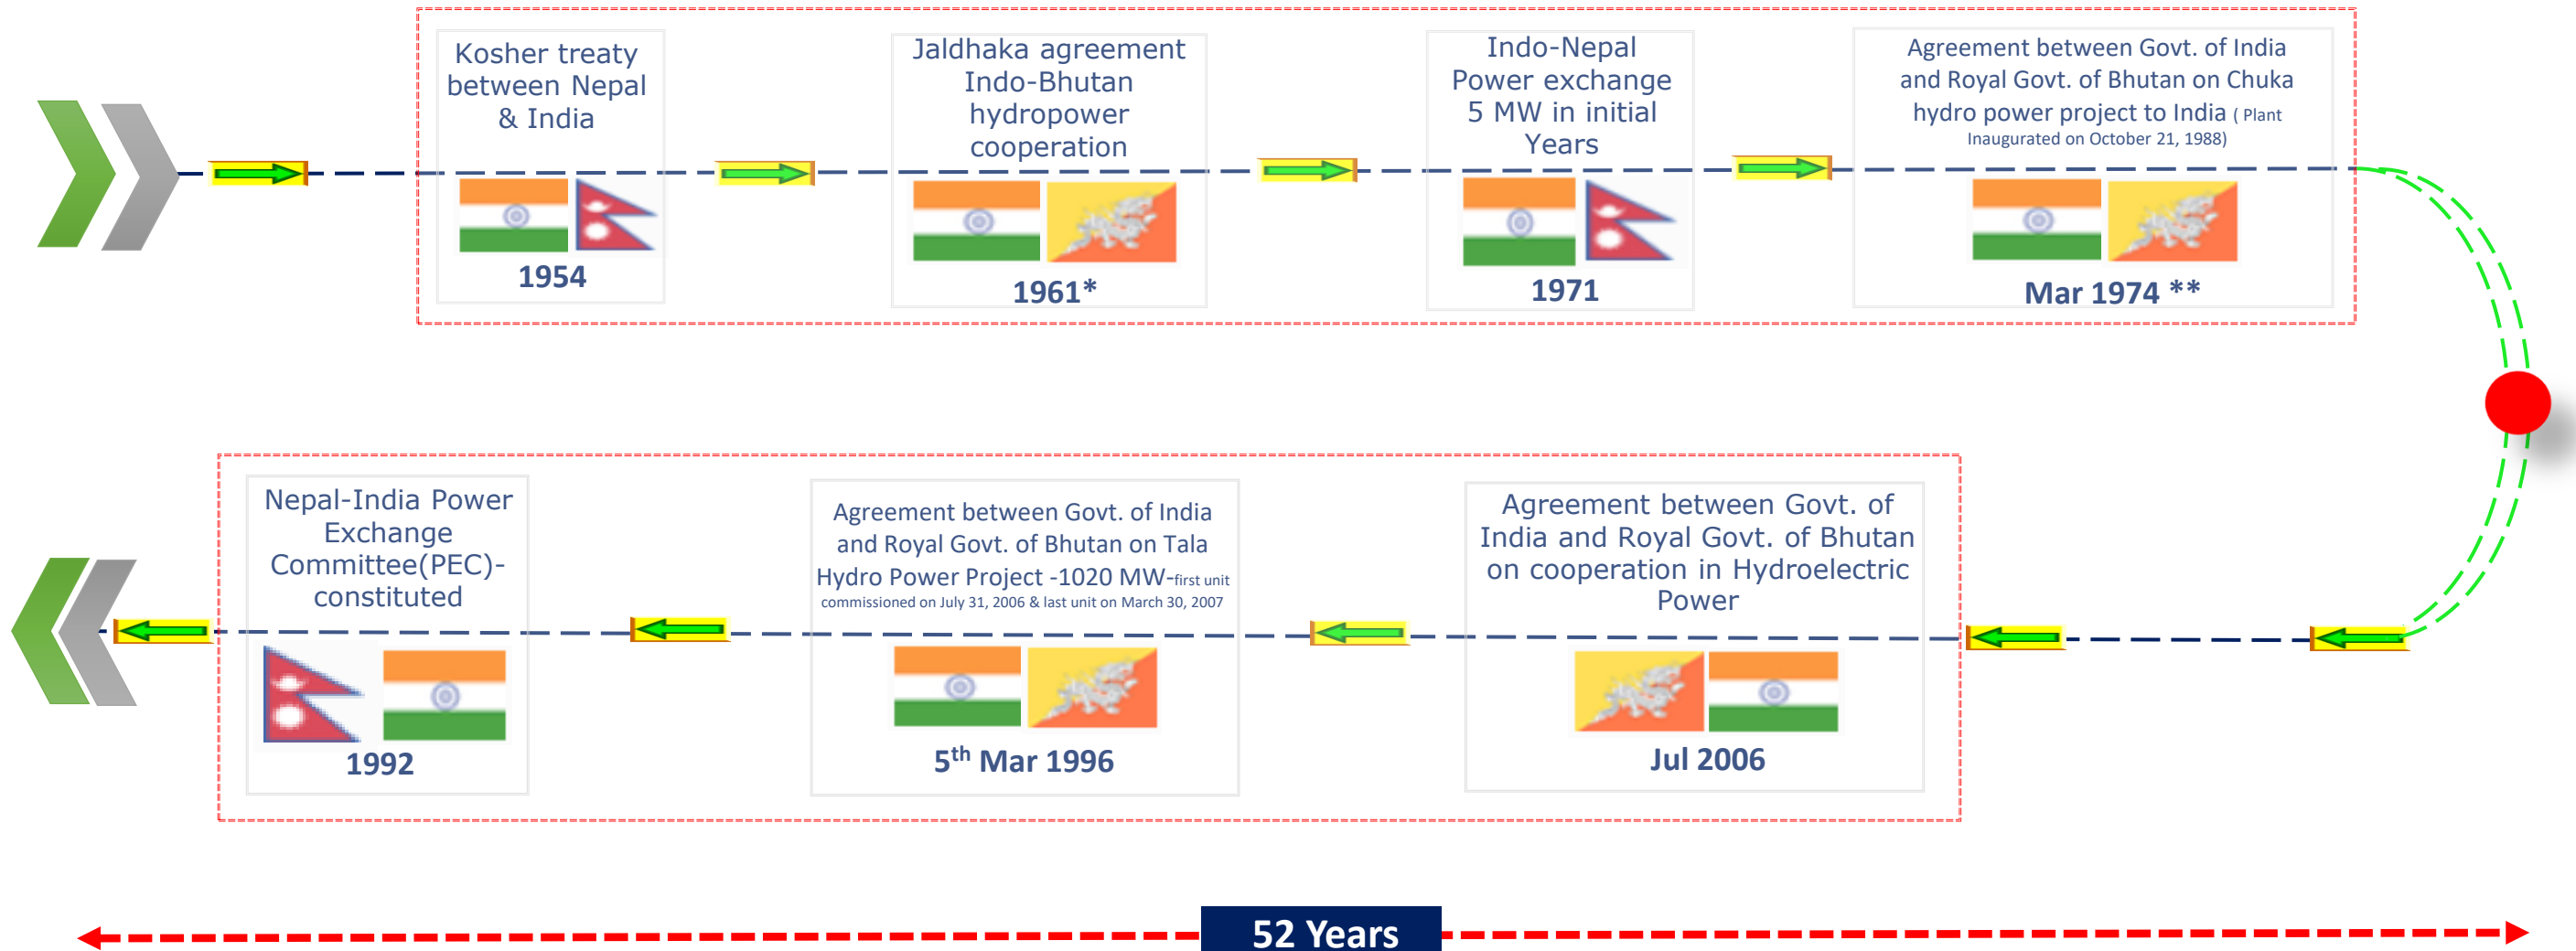 Kosher treaty
between Nepal
& India
1954
Jaldhaka agreement
Indo-Bhutan
hydropower
cooperation
1961*
Indo-Nepal
Power exchange
5 MW in initial
Years
1971
Agreement between Govt. of India
and Royal Govt. of Bhutan on Chuka
hydro power project to India ( Plant
Inaugurated on October 21, 1988)
Mar 1974 **
Nepal-India Power
Exchange
Committee(PEC)-
constituted
1992
Agreement between Govt. of India
and Royal Govt. of Bhutan on Tala
Hydro Power Project -1020 MW-first unit
commissioned on July 31, 2006 & last unit on March 30, 2007
5th Mar 1996
Agreement between Govt. of
India and Royal Govt. of Bhutan
on cooperation in Hydroelectric
Power
Jul 2006
52 Years